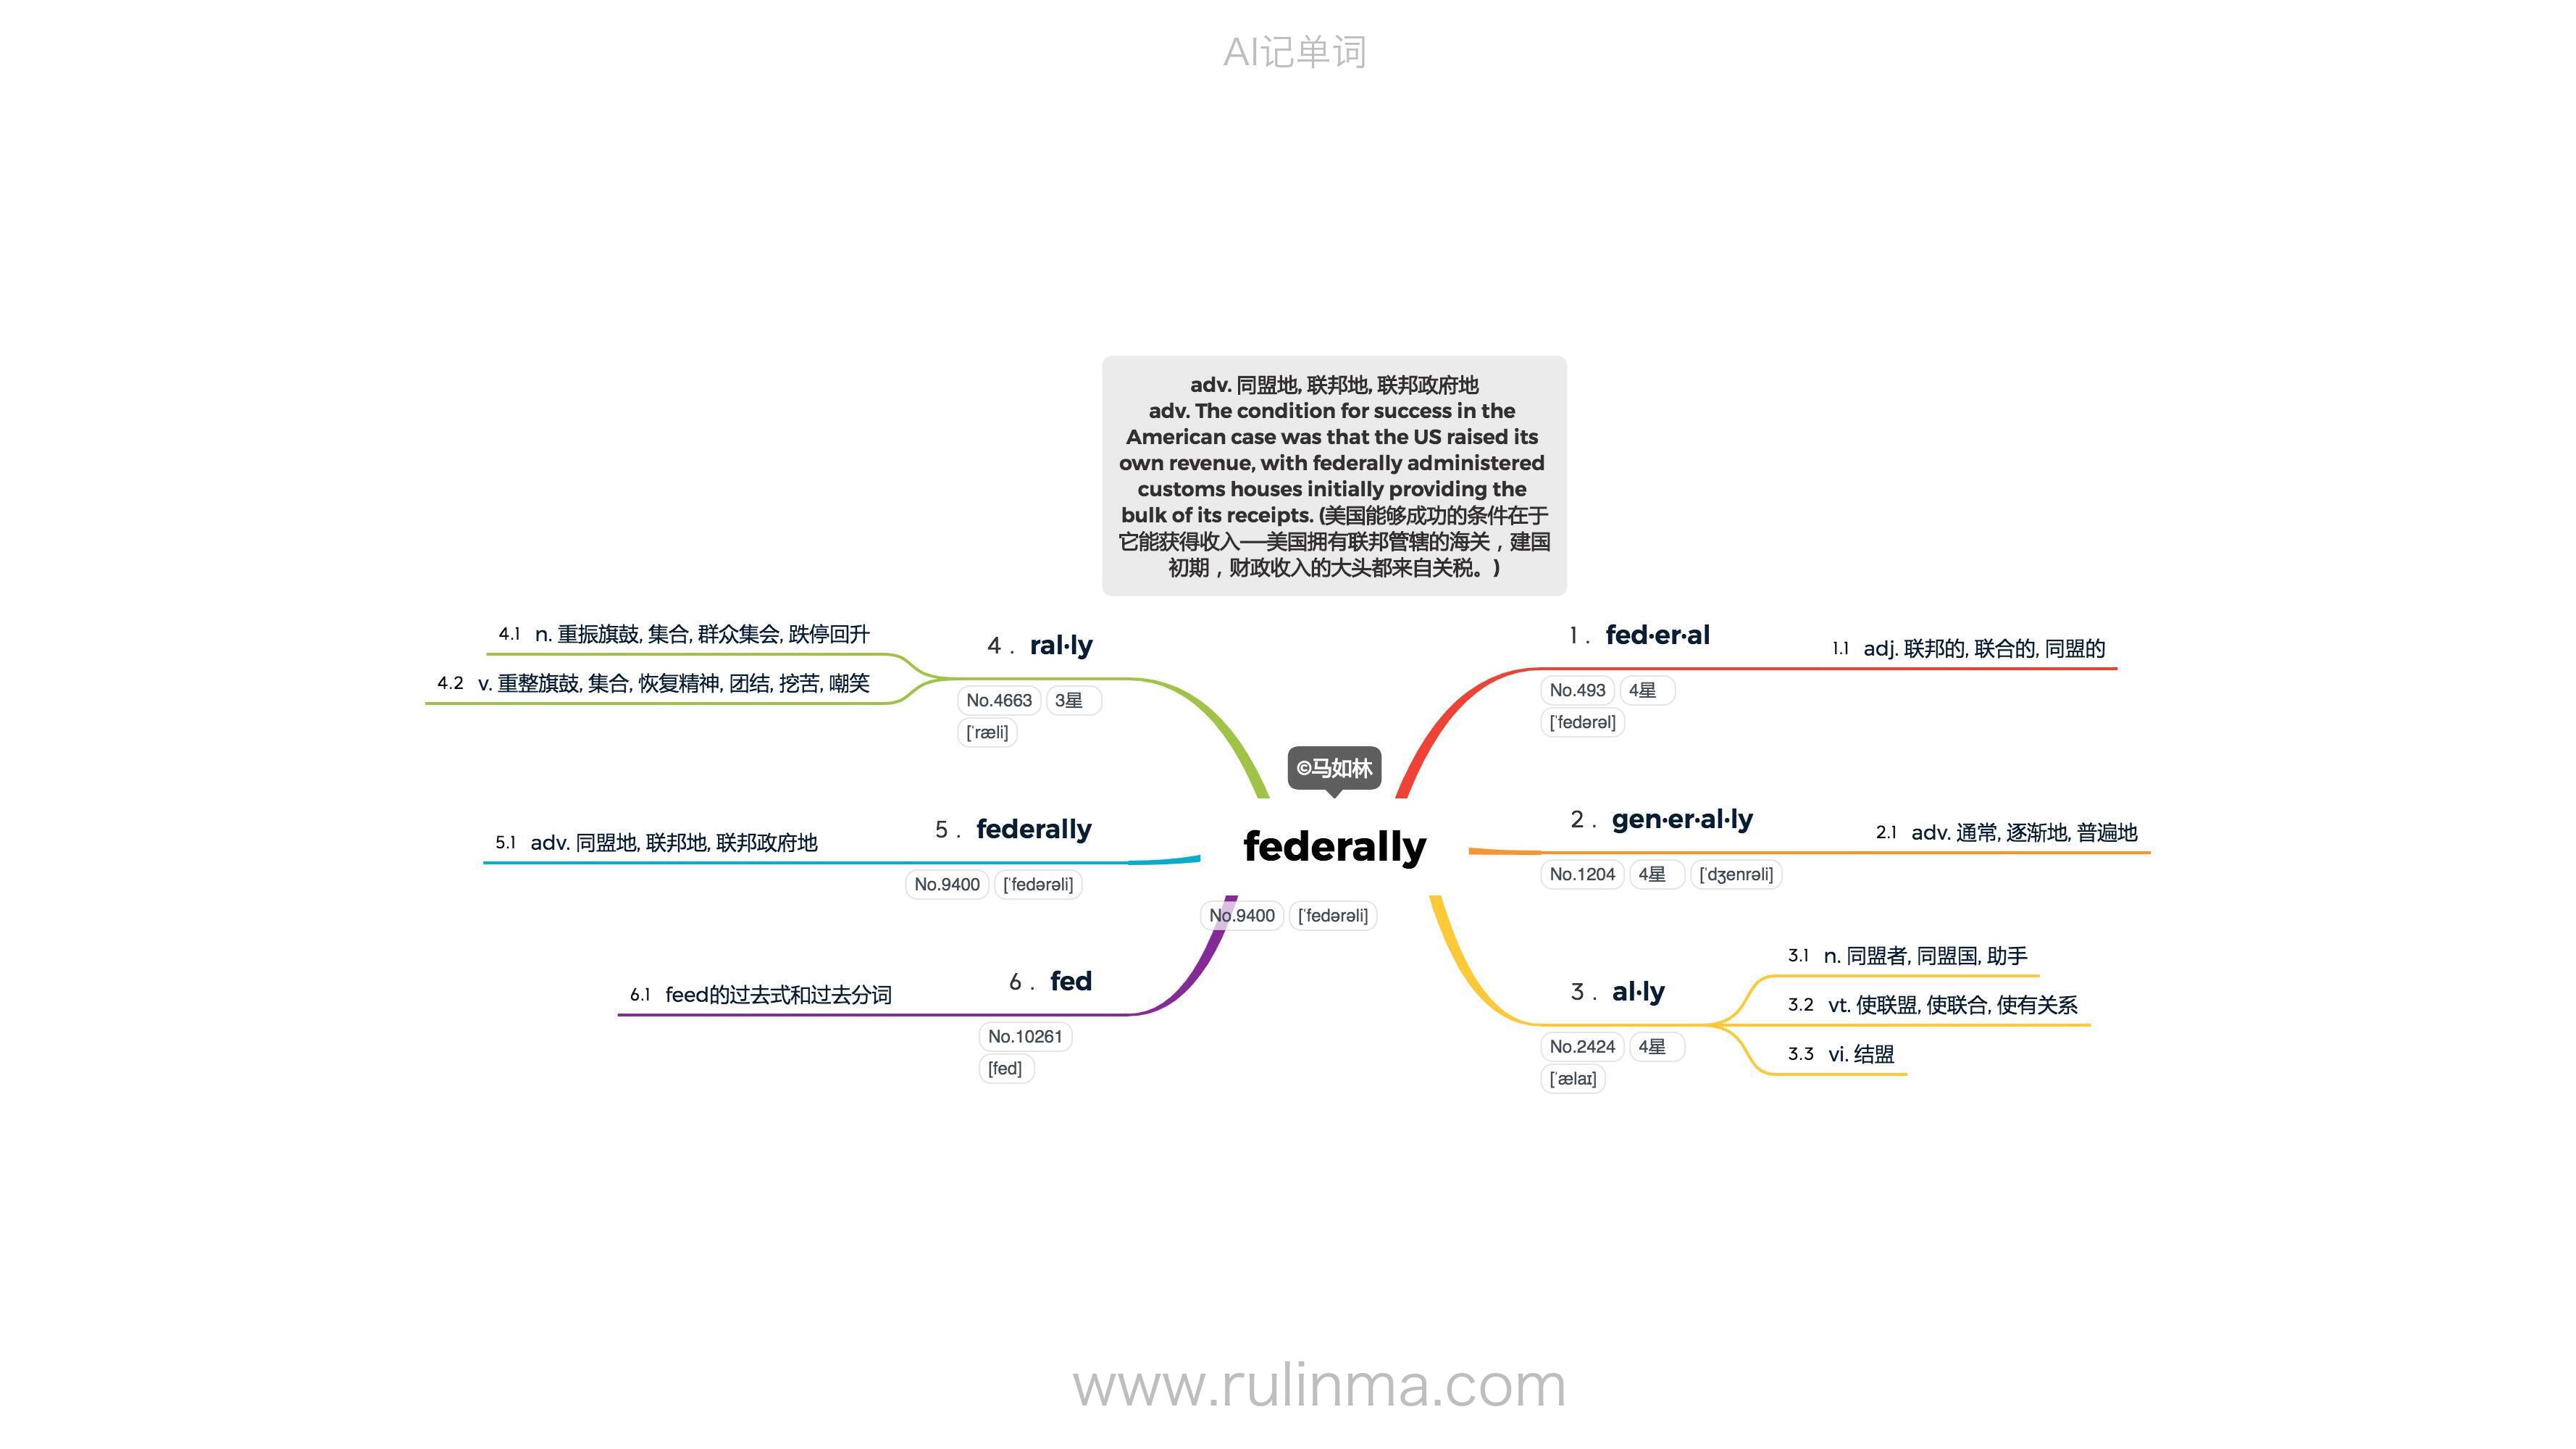 AI记单词
adv. 同盟地, 联邦地, 联邦政府地
adv. The condition for success in the
American case was that the US raised its
own revenue, with federally administered
customs houses initially providing the
bulk of its receipts. (美国能够成功的条件在于
它能获得收入——美国拥有联邦管辖的海关，建国
初期，财政收入的大头都来自关税。)
©马如林
federally
No.9400 [ˈfedərəli]
1. fed·er·al
No.493 4星
[ˈfedərəl]
1.1 adj. 联邦的, 联合的, 同盟的
2. gen·er·al·ly
No.1204 4星 [ˈdʒenrəli]
2.1 adv. 通常, 逐渐地, 普遍地
3. al·ly
No.2424 4星
[ˈælaɪ]
3.1 n. 同盟者, 同盟国, 助手
3.2 vt. 使联盟, 使联合, 使有关系
3.3 vi. 结盟
4. ral·ly
No.4663 3星
[ˈræli]
4.1 n. 重振旗鼓, 集合, 群众集会, 跌停回升
4.2 v. 重整旗鼓, 集合, 恢复精神, 团结, 挖苦, 嘲笑
5. federally
No.9400 [ˈfedərəli]
5.1 adv. 同盟地, 联邦地, 联邦政府地
6. fed
No.10261
[fed]
6.1 feed的过去式和过去分词
www.rulinma.com